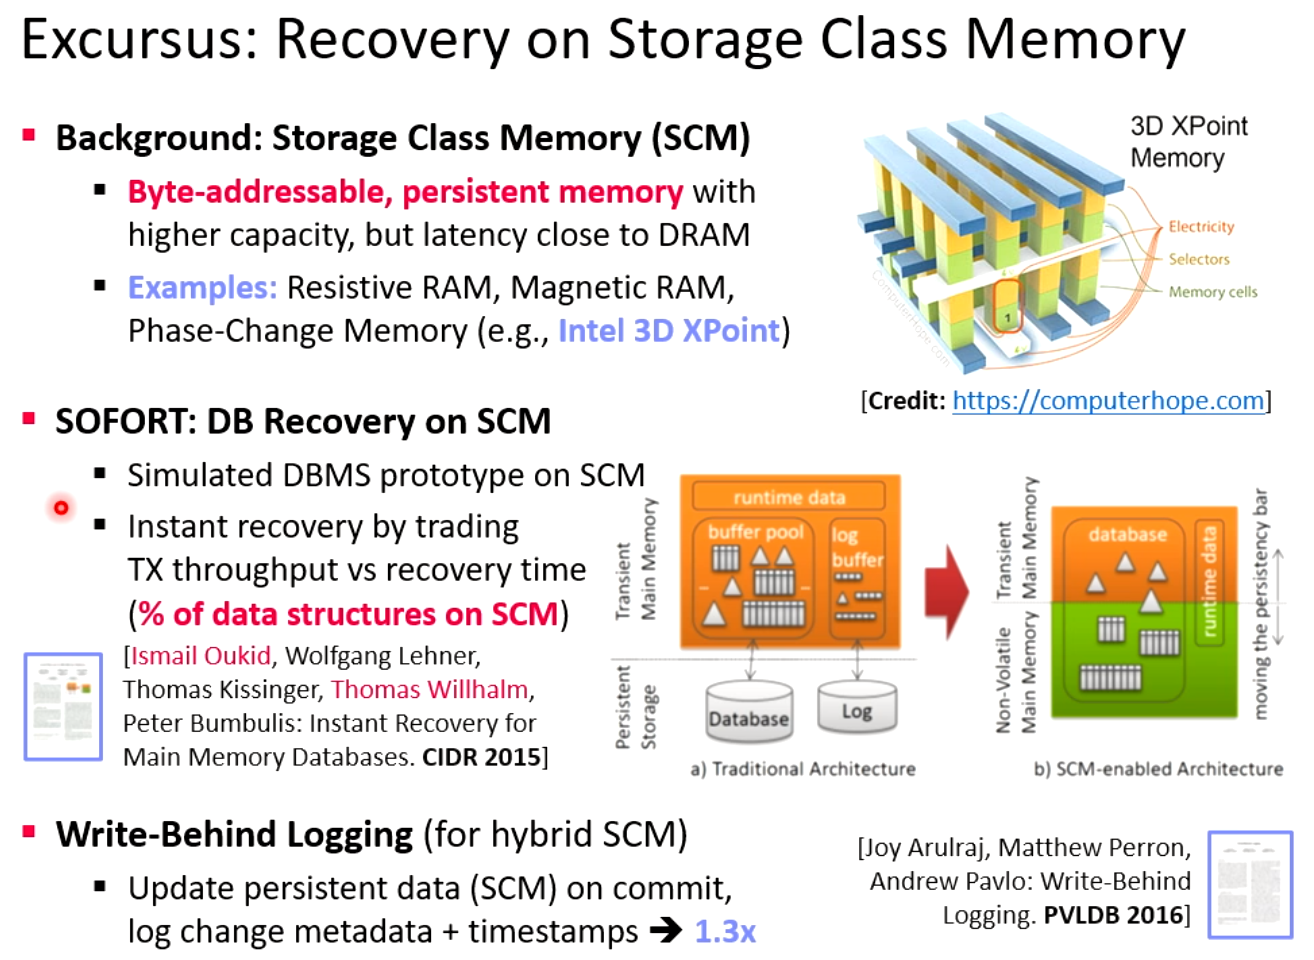 Excursus: Recovery on Storage Class Memory
Background: Storage Class Memory (SCM)
Byte-addressable, persistent memory with
higher capacity, but latency close to DRAM
Examples: Resistive RAM, Magnetic RAM,
Phase-Change Memory (e.g., Intel 3D XPoint)
3D XPoint
Memory
Electricity
Selectors
Memory cells
1
ComputerHope.com
[Credit: https://computerhope.com]
SOFORT: DB Recovery on SCM
Simulated DBMS prototype on SCM
Instant recovery by trading
TX throughput vs recovery time
(% of data structures on SCM)
[Ismail Oukid, Wolfgang Lehner,
Thomas Kissinger, Thomas Willhalm,
Peter Bumbulis: Instant Recovery for
Main Memory Databases. CIDR 2015]
Transient
Main Memory
Persistent
Storage
runtime data
buffer pool
log
buffer
Database
Log
a) Traditional Architecture
Transient
Main Memory
Non-Volatile
Main Memory
database
runtime data
moving the persistency bar
b) SCM-enabled Architecture
Write-Behind Logging (for hybrid SCM)
Update persistent data (SCM) on commit,
log change metadata + timestamps ➔ 1.3x
[Joy Arulraj, Matthew Perron,
Andrew Pavlo: Write-Behind
Logging. PVLDB 2016]